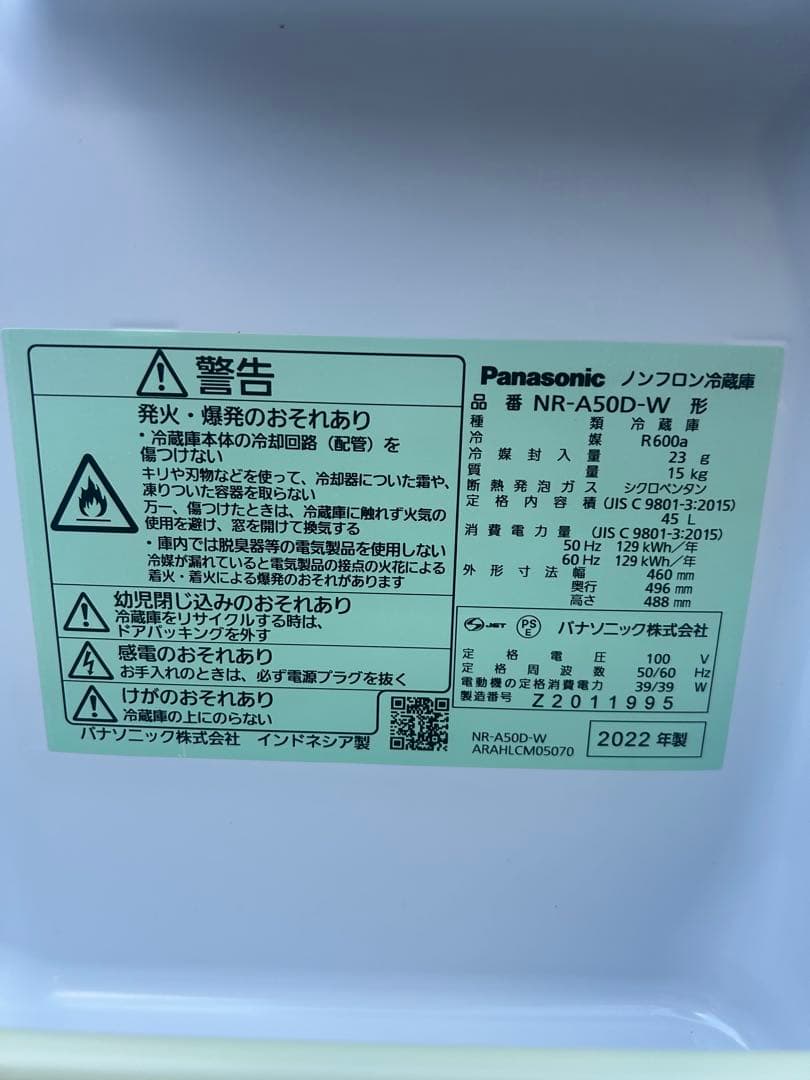 警告
発火・爆発のおそれあり
・冷蔵庫本体の冷却回路（配管）を
傷つけない
キリや刃物などを使って、冷却器についた霜や、
凍りついた容器を取らない
万一、傷つけたときは、冷蔵庫に触れず火気の
使用を避け、窓を開けて換気する
・庫内では脱臭器等の電気製品を使用しない
冷媒が漏れていると電気製品の接点の火花による
着火・着火による爆発のおそれがあります
幼児閉じ込めのおそれあり
冷蔵庫をリサイクルする時は、
ドアパッキングを外す
感電のおそれあり
お手入れのときは、必ず電源プラグを抜く
けがのおそれあり
冷蔵庫の上にのらない
パナソニック株式会社 インドネシア製
Panasonic ノンフロン冷蔵庫
品番 NR-A50D-W 形
種類 冷蔵庫
冷媒 R600a
冷媒封入量 23 g
質量 15 kg
断熱発泡ガス シクロペンタン
定格内容積 (JIS C 9801-3:2015)
45 L
消費電力量 (JIS C 9801-3:2015)
50 Hz 129 kWh／年
60 Hz 129 kWh／年
外形寸法 幅 460 mm
奥行 496 mm
高さ 488 mm
JET PS E パナソニック株式会社
定格電圧 100 V
定格周波数 50/60 Hz
電動機の定格消費電力 39/39 W
製造番号 Z2011995
NR-A50D-W
ARAHLCM05070
2022 年製